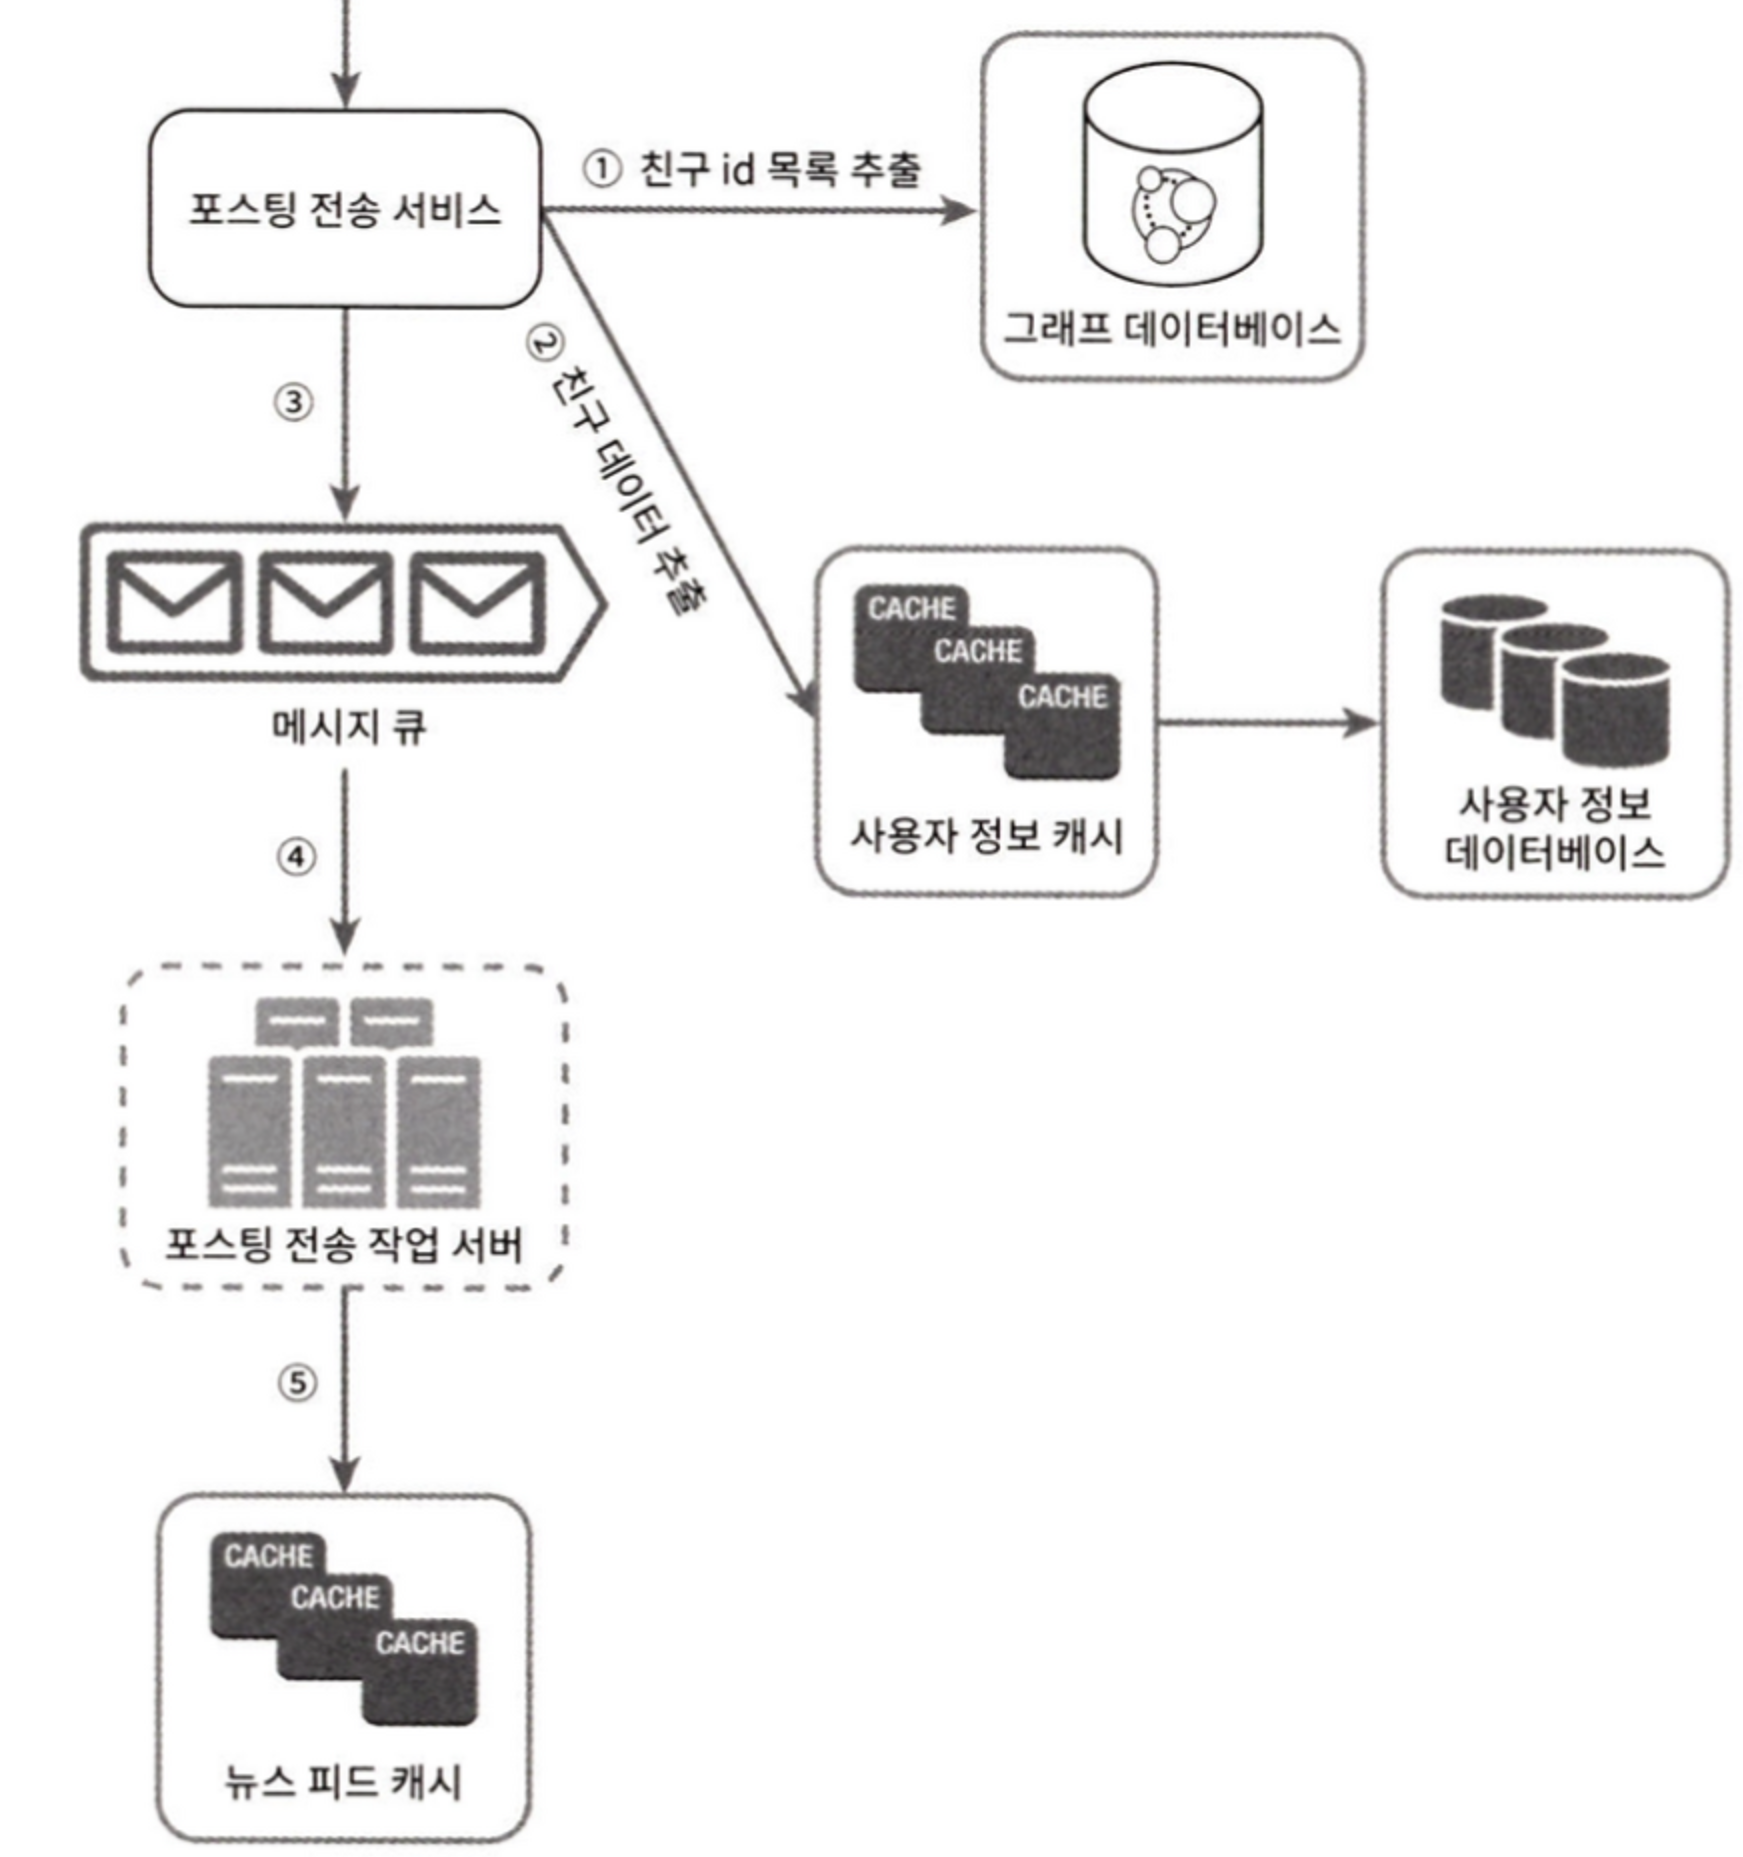 포스팅 전송 서비스
① 친구 id 목록 추출
그래프 데이터베이스
② 친구 데이터 추출
③
메시지 큐
CACHE
CACHE
CACHE
사용자 정보 캐시
사용자 정보
데이터베이스
④
포스팅 전송 작업 서버
⑤
CACHE
CACHE
CACHE
뉴스 피드 캐시